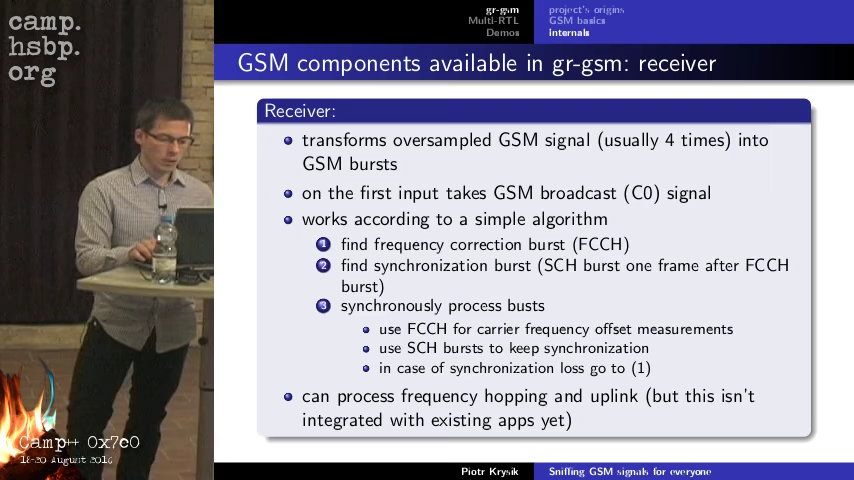 camp.
hsbp.
org
gr-gsm
Multi-RTL
Demos
project's origins
GSM basics
internals
GSM components available in gr-gsm: receiver
Receiver:
transforms oversampled GSM signal (usually 4 times) into
GSM bursts
on the first input takes GSM broadcast (C0) signal
works according to a simple algorithm
1 find frequency correction burst (FCCH)
2 find synchronization burst (SCH burst one frame after FCCH
burst)
3 synchronously process busts
use FCCH for carrier frequency offset measurements
use SCH bursts to keep synchronization
in case of synchronization loss go to (1)
can process frequency hopping and uplink (but this isn't
integrated with existing apps yet)
Camp++ 0x7e0
18-20 August 2016
Piotr Krysik
Sniffing GSM signals for everyone